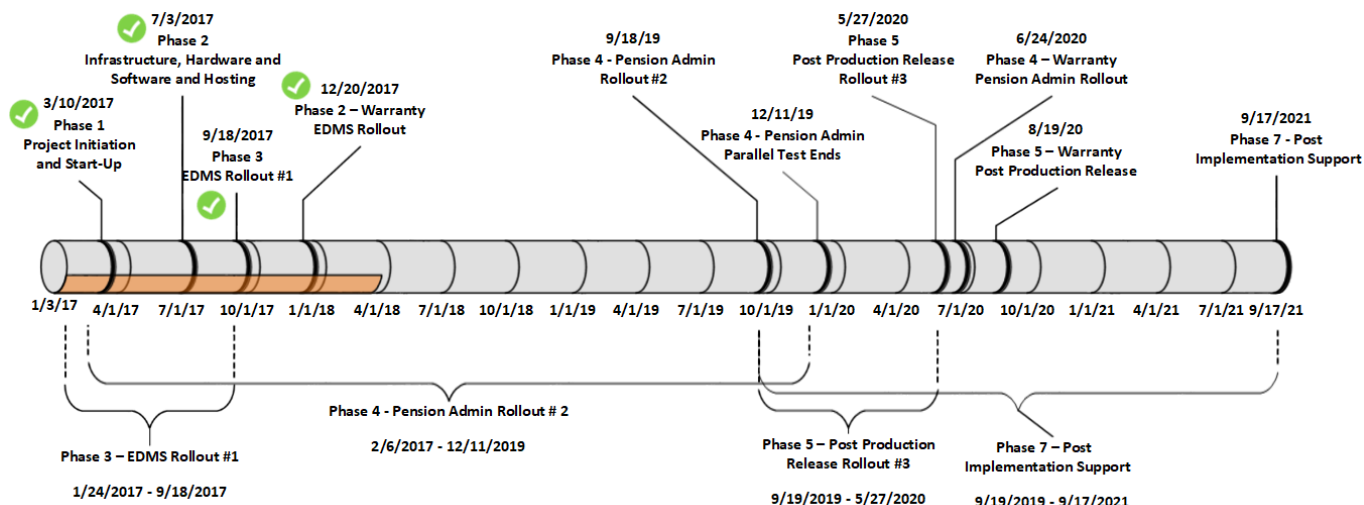 7/3/2017
Phase 2
Infrastructure, Hardware and
Software and Hosting
3/10/2017
Phase 1
Project Initiation
and Start-Up
9/18/2017
Phase 3
EDMS Rollout #1
12/20/2017
Phase 2 – Warranty
EDMS Rollout
9/18/19
Phase 4 - Pension Admin
Rollout #2
12/11/19
Phase 4 - Pension Admin
Parallel Test Ends
5/27/2020
Phase 5
Post Production Release
Rollout #3
6/24/2020
Phase 4 – Warranty
Pension Admin Rollout
8/19/20
Phase 5 – Warranty
Post Production Release
9/17/2021
Phase 7 - Post
Implementation Support
1/3/17 4/1/17 7/1/17 10/1/17 1/1/18 4/1/18 7/1/18 10/1/18 1/1/19 4/1/19 7/1/19 10/1/19 1/1/20 4/1/20 7/1/20 10/1/20 1/1/21 4/1/21 7/1/21 9/17/21
Phase 3 – EDMS Rollout #1
1/24/2017 - 9/18/2017
Phase 4 - Pension Admin Rollout # 2
2/6/2017 - 12/11/2019
Phase 5 – Post Production
Release Rollout #3
9/19/2019 - 5/27/2020
Phase 7 – Post
Implementation Support
9/19/2019 - 9/17/2021